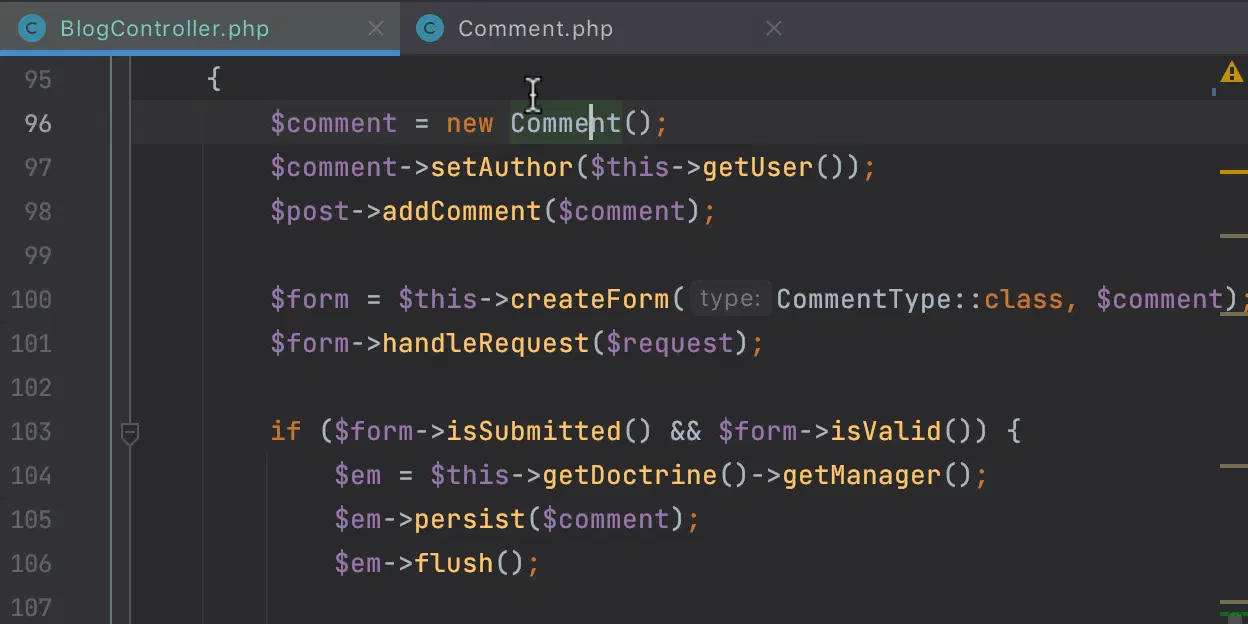 BlogController.php Comment.php
95 {
96 $comment = new Comment();
97 $comment->setAuthor($this->getUser());
98 $post->addComment($comment);
99
100 $form = $this->createForm( type: CommentType::class, $comment);
101 $form->handleRequest($request);
102
103 if ($form->isSubmitted() && $form->isValid()) {
104 $em = $this->getDoctrine()->getManager();
105 $em->persist($comment);
106 $em->flush();
107